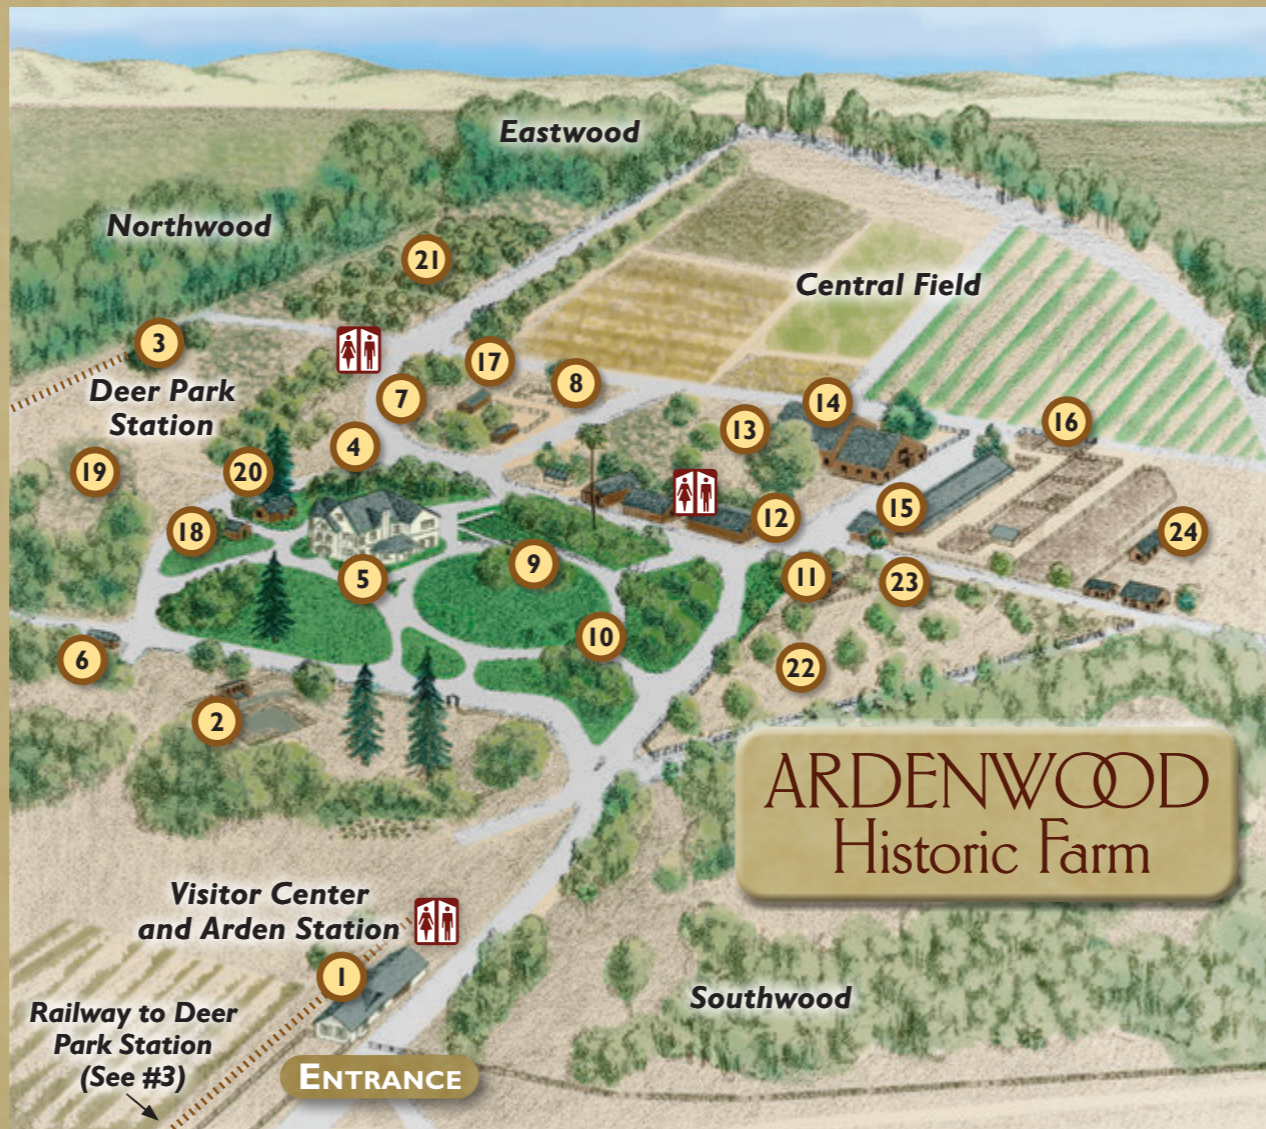 Eastwood
Northwood
21
Central Field
3
17
8
Deer Park
Station
7
14
13
16
4
19
20
15
12
18
24
9
5
11
23
10
6
22
2
ARDENWOOD
Historic Farm
Visitor Center
and Arden Station
1
Southwood
Railway to Deer
Park Station
(See #3)
ENTRANCE